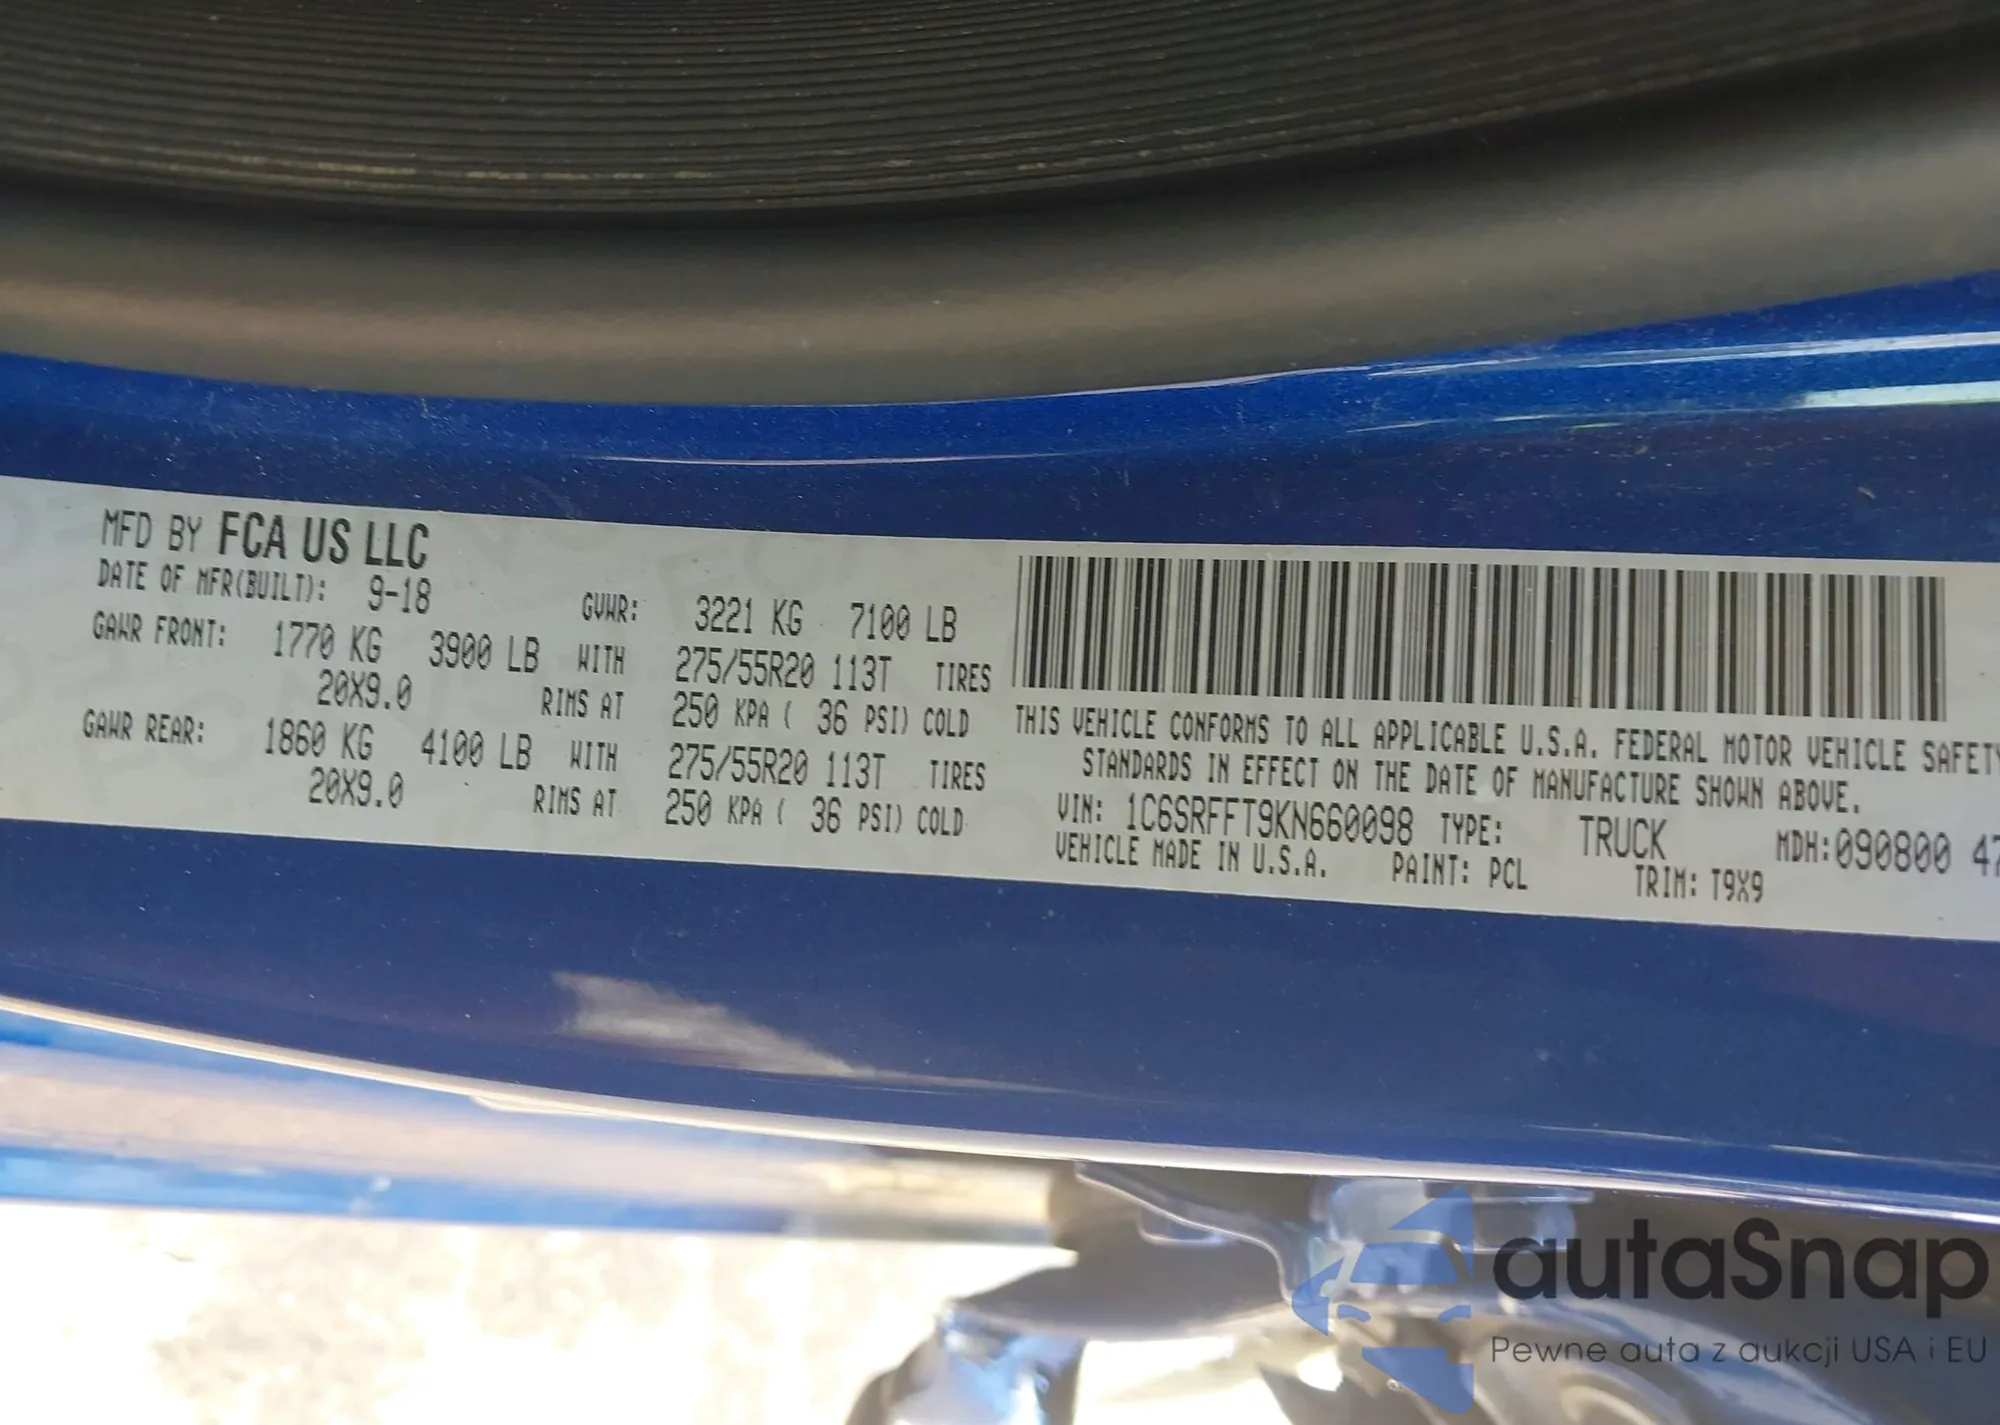 MFD BY FCA US LLC
DATE OF MFR(BUILT): 9-18 GVWR: 3221 KG 7100 LB
GAWR FRONT: 1770 KG 3900 LB WITH 275/55R20 113T TIRES
20X9.0 RIMS AT 250 KPA ( 36 PSI) COLD
GAWR REAR: 1860 KG 4100 LB WITH 275/55R20 113T TIRES
20X9.0 RIMS AT 250 KPA ( 36 PSI) COLD
THIS VEHICLE CONFORMS TO ALL APPLICABLE U.S.A. FEDERAL MOTOR VEHICLE SAFETY
STANDARDS IN EFFECT ON THE DATE OF MANUFACTURE SHOWN ABOVE.
VIN: 1C6SRFFT9KN660098 TYPE: TRUCK MDH:090800 47
VEHICLE MADE IN U.S.A. PAINT: PCL TRIM: T9X9
autaSnap
Pewne auta z aukcji USA i EU